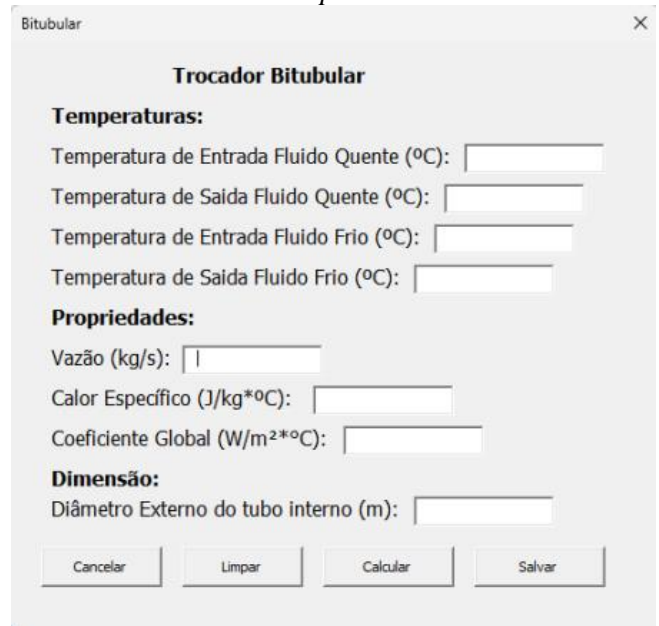 Bitubular
Trocador Bitubular
Temperaturas:
Temperatura de Entrada Fluido Quente (ºC):
Temperatura de Saida Fluido Quente (ºC):
Temperatura de Entrada Fluido Frio (ºC):
Temperatura de Saida Fluido Frio (ºC):
Propriedades:
Vazão (kg/s):
Calor Específico (J/kg*ºC):
Coeficiente Global (W/m²*°C):
Dimensão:
Diâmetro Externo do tubo interno (m):
Cancelar Limpar Calcular Salvar